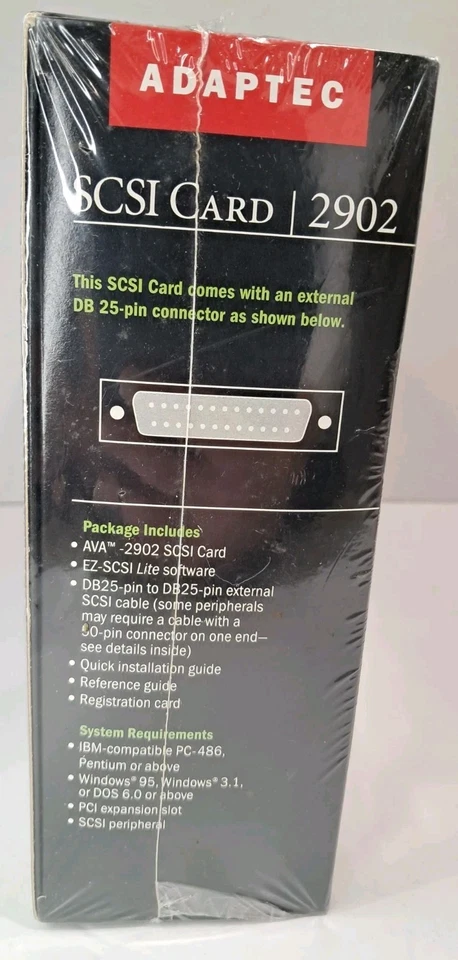 ADAPTEC
SCSI CARD | 2902
This SCSI Card comes with an external
DB 25-pin connector as shown below.
Package Includes
• AVA™ -2902 SCSI Card
• EZ-SCSI Lite software
• DB25-pin to DB25-pin external
SCSI cable (some peripherals
may require a cable with a
50-pin connector on one end—
see details inside)
• Quick installation guide
• Reference guide
• Registration card
System Requirements
• IBM-compatible PC-486,
Pentium or above
• Windows® 95, Windows® 3.1,
or DOS 6.0 or above
• PCI expansion slot
• SCSI peripheral